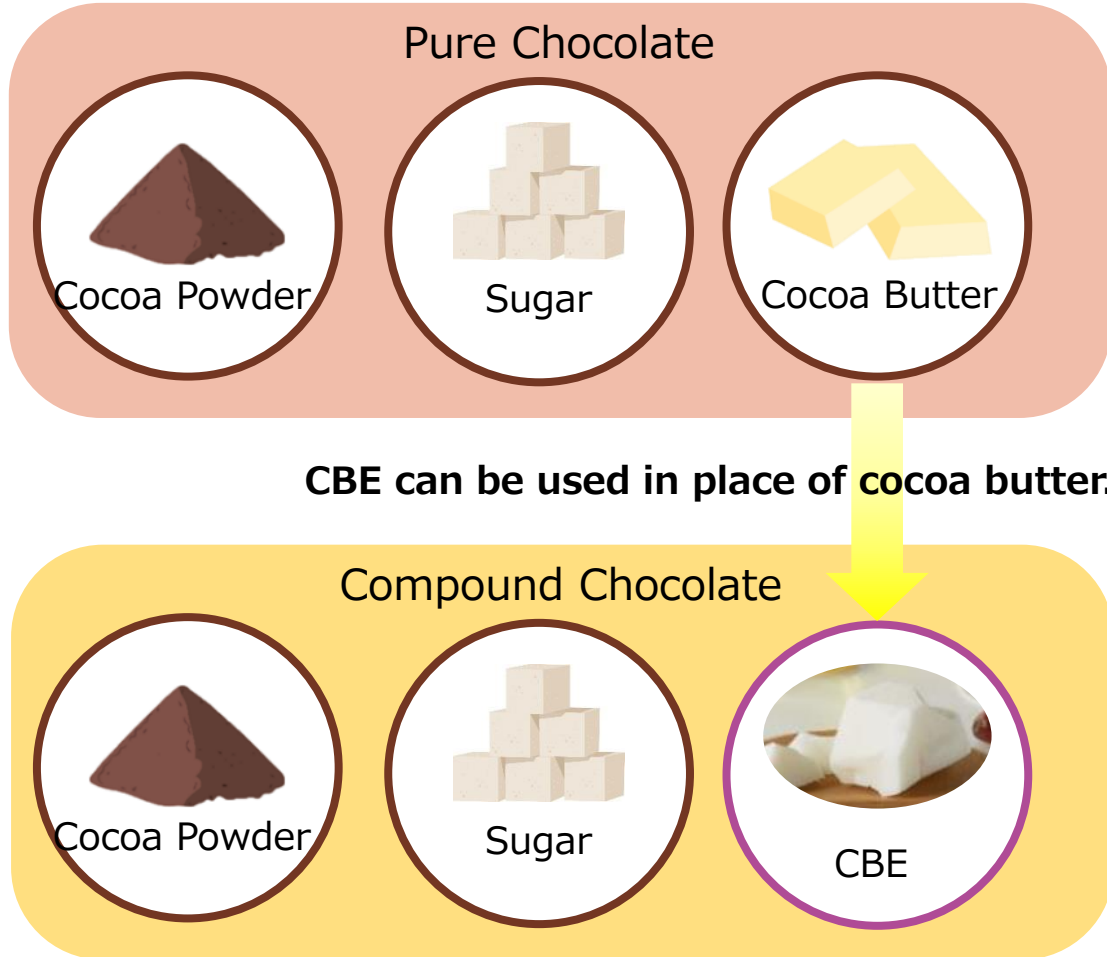 Pure Chocolate
Cocoa Powder
Sugar
Cocoa Butter
CBE can be used in place of cocoa butter.
Compound Chocolate
Cocoa Powder
Sugar
CBE